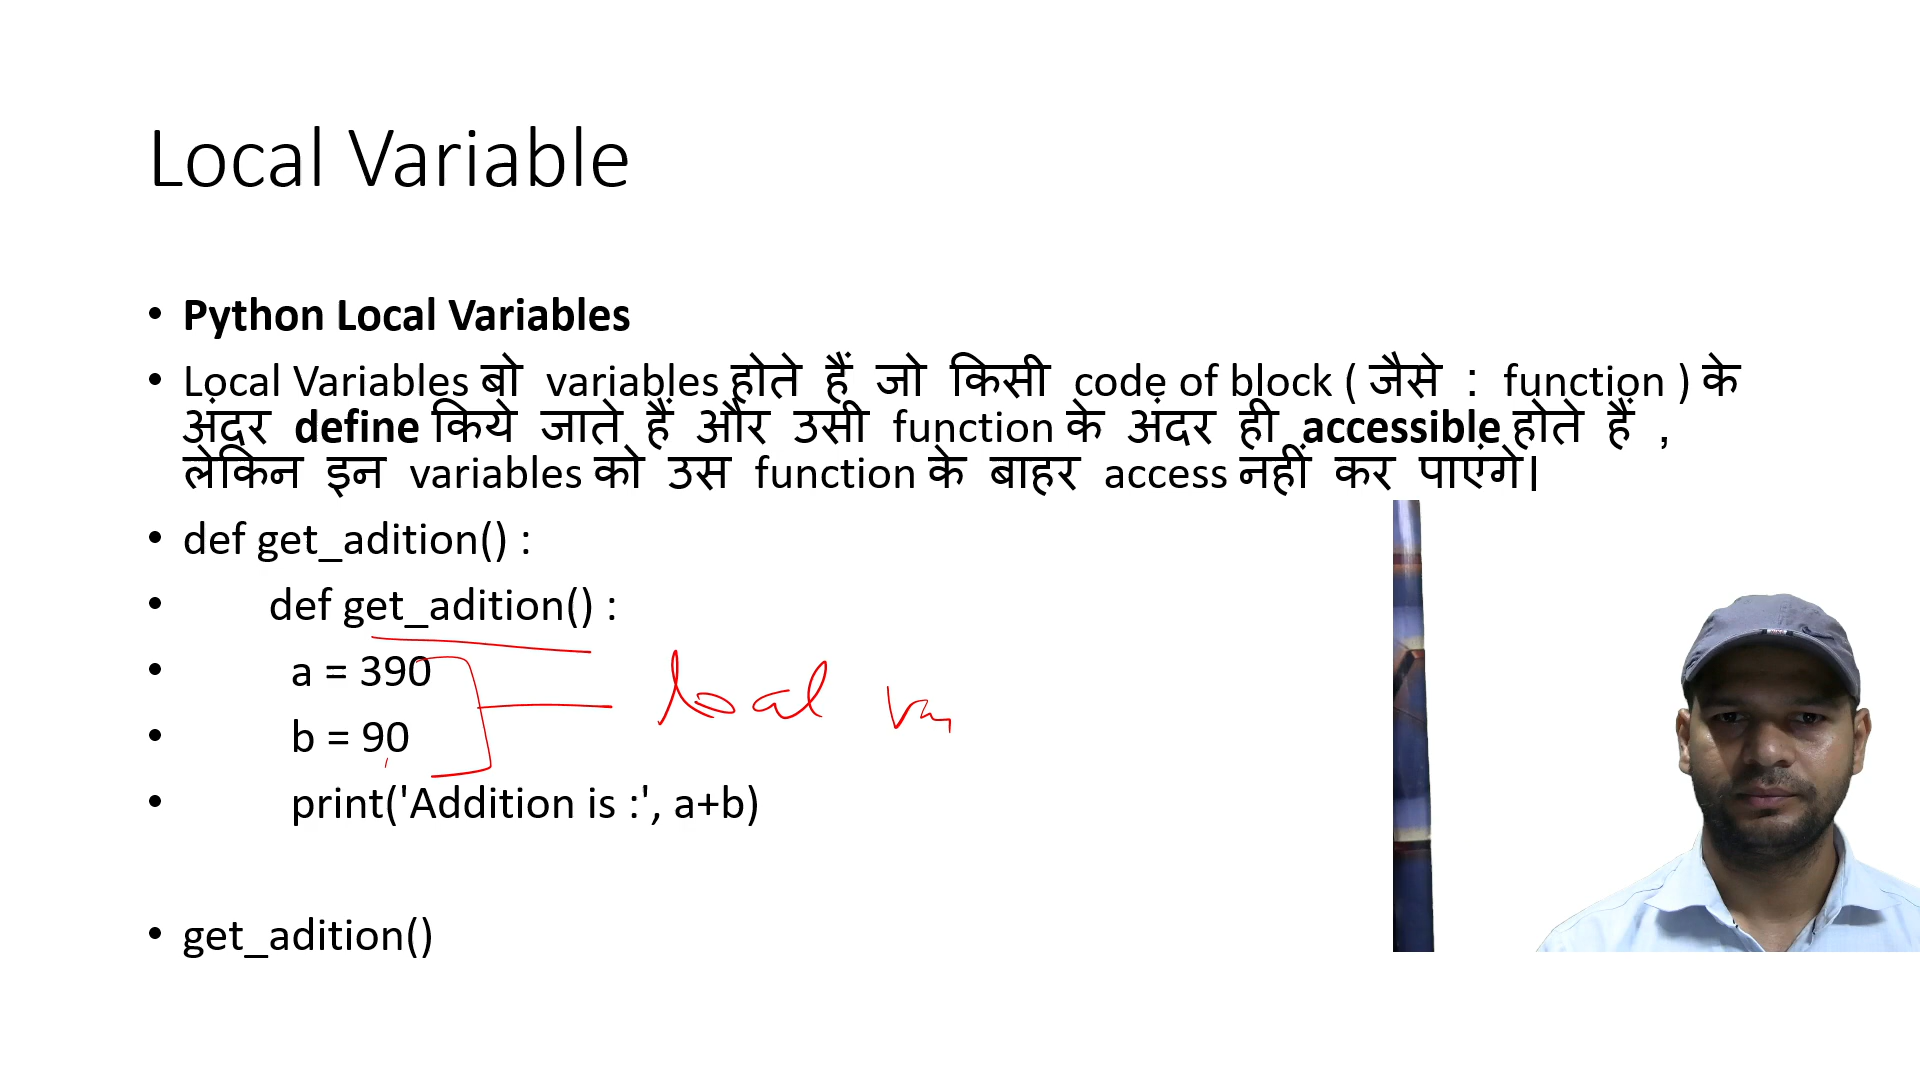 Local Variable
• Python Local Variables
• Local Variables बो variables होते हैं जो किसी code of block ( जैसे : function ) के
अंदर define किये जाते हैं और उसी function के अंदर ही accessible होते हैं ,
लेकिन इन variables को उस function के बाहर access नहीं कर पाएंगे।
• def get_adition() :
• def get_adition() :
• a = 390
local va
• b = 90
• print('Addition is :', a+b)
• get_adition()